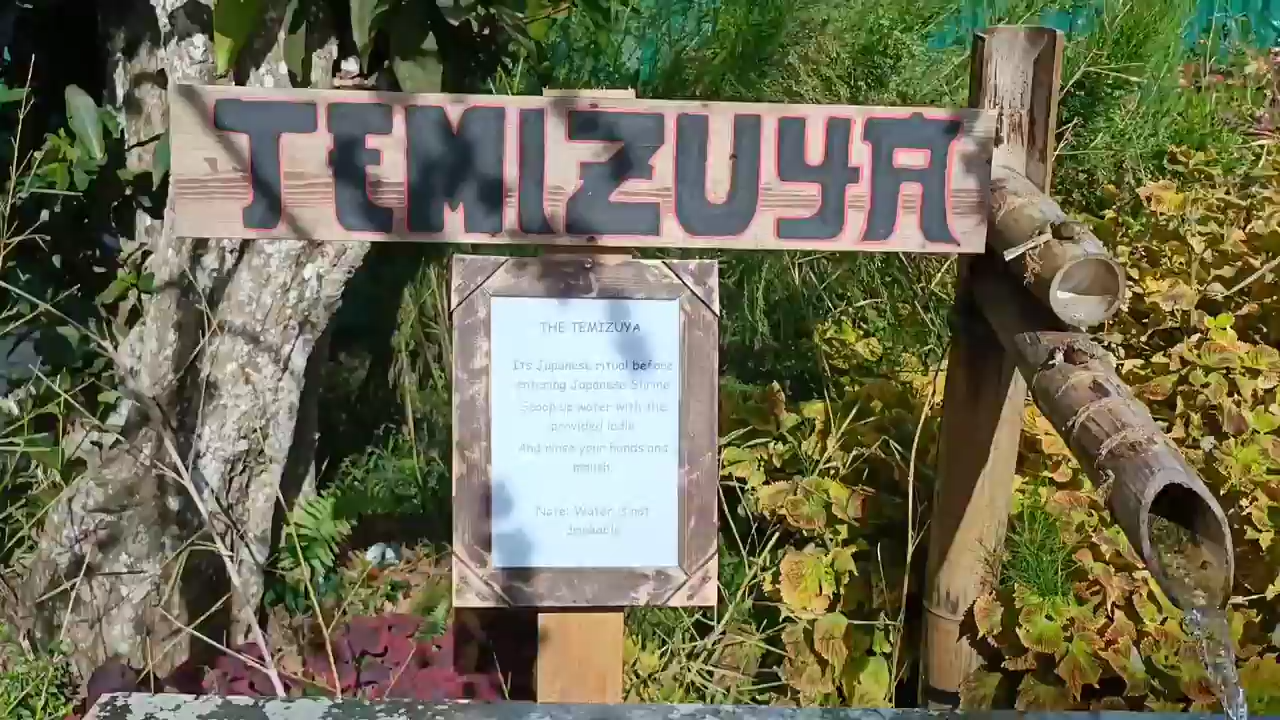 TEMIZUYA
THE TEMIZUYA
Its Japanese ritual before
entering Japanese Shrine
Scoop up water with the
provided ladle
And rinse your hands and
mouth.
Note: Water is not
drinkable